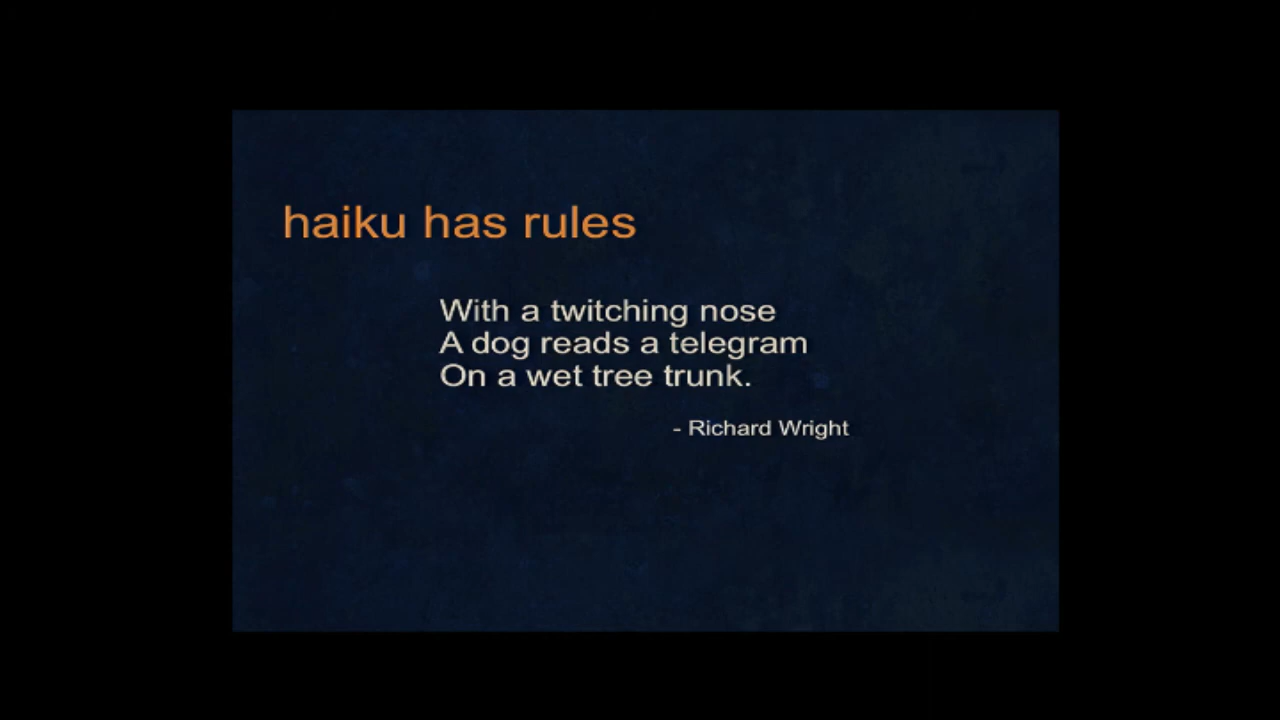 haiku has rules
With a twitching nose
A dog reads a telegram
On a wet tree trunk.
- Richard Wright